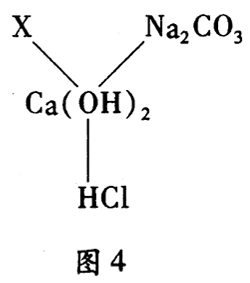 X Na₂CO₃
Ca(OH)₂
HCl
图4